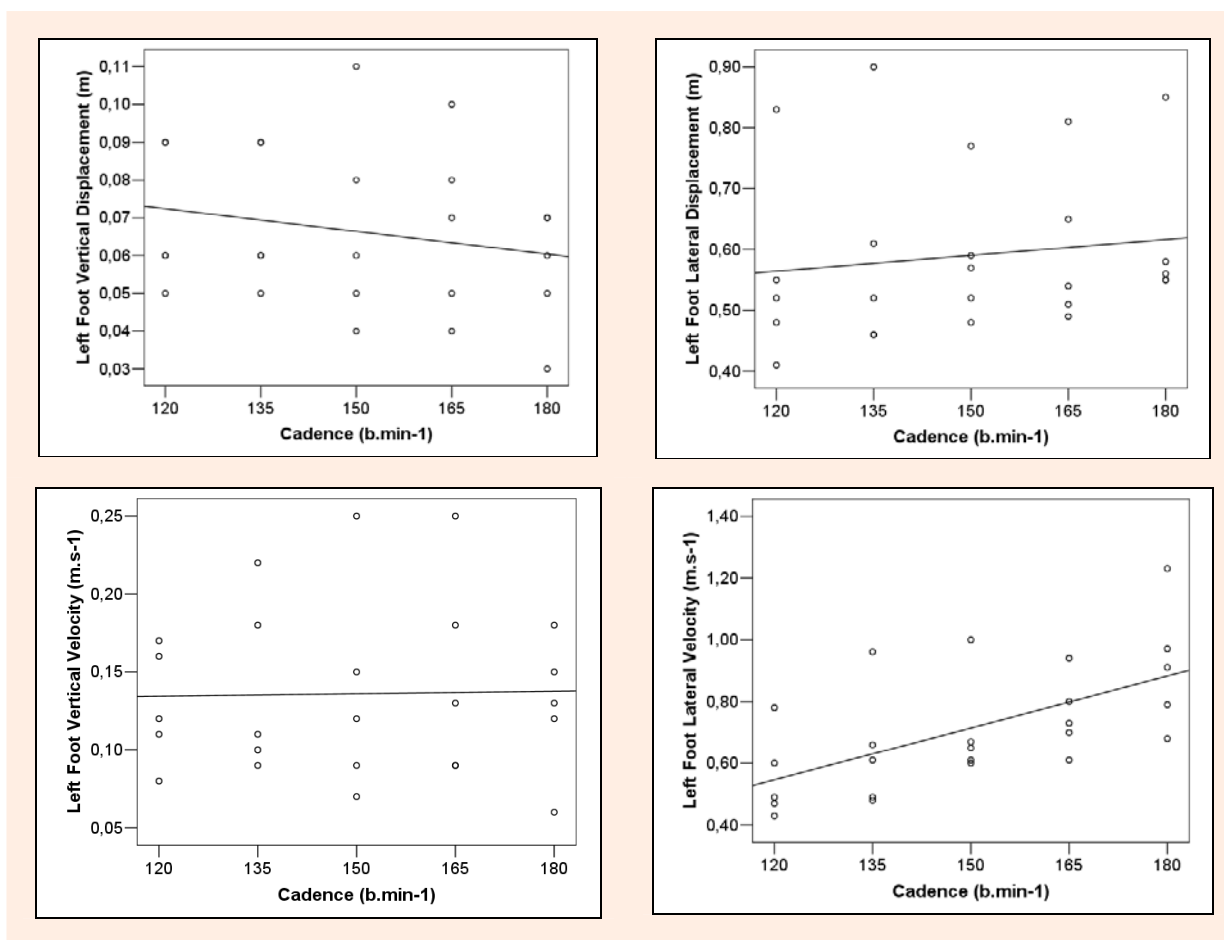 Left Foot Vertical Displacement (m)
0,11
0,10
0,09
0,08
0,07
0,06
0,05
0,04
0,03
120 135 150 165 180
Cadence (b.min-1)
Left Foot Lateral Displacement (m)
0,90
0,80
0,70
0,60
0,50
0,40
120 135 150 165 180
Cadence (b.min-1)
Left Foot Vertical Velocity (m.s-1)
0,25
0,20
0,15
0,10
0,05
120 135 150 165 180
Cadence (b.min-1)
Left Foot Lateral Velocity (m.s-1)
1,40
1,20
1,00
0,80
0,60
0,40
120 135 150 165 180
Cadence (b.min-1)